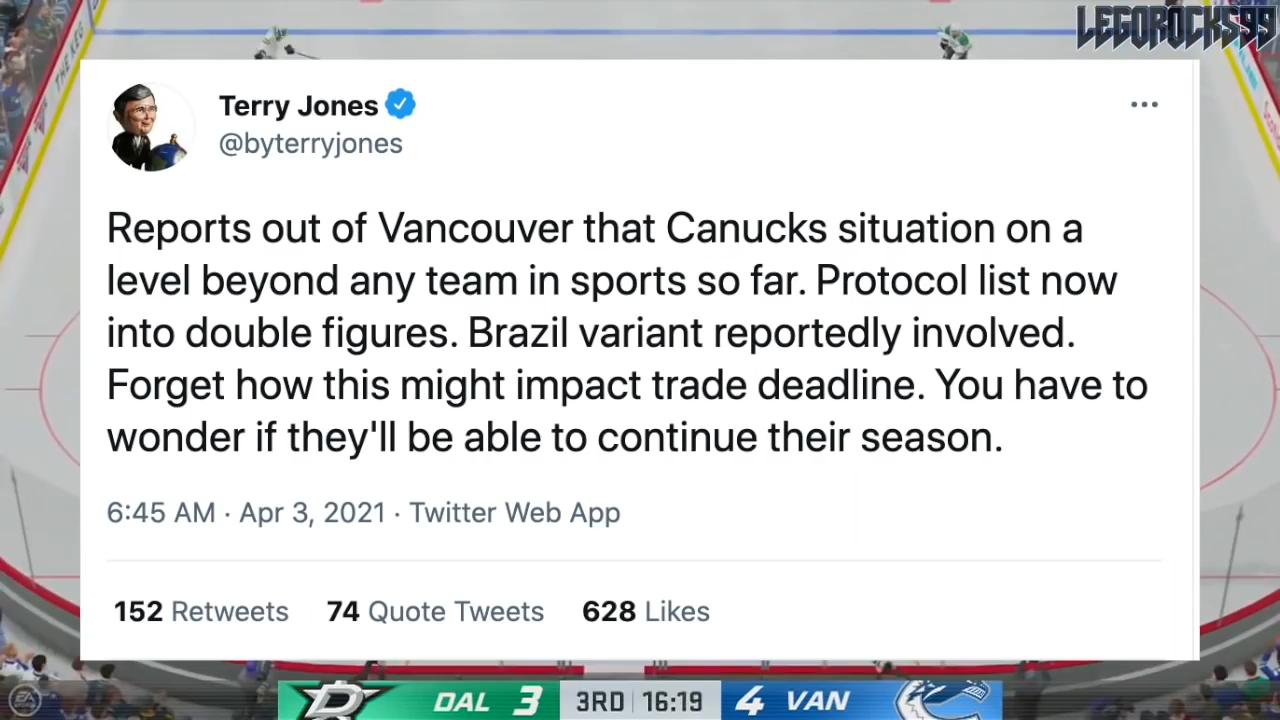 LEGOROCKS99
THE KEG
Terry Jones
@byterryjones
Reports out of Vancouver that Canucks situation on a
level beyond any team in sports so far. Protocol list now
into double figures. Brazil variant reportedly involved.
Forget how this might impact trade deadline. You have to
wonder if they'll be able to continue their season.
6:45 AM · Apr 3, 2021 · Twitter Web App
152 Retweets 74 Quote Tweets 628 Likes
EA
DAL 3 3RD 16:19 4 VAN